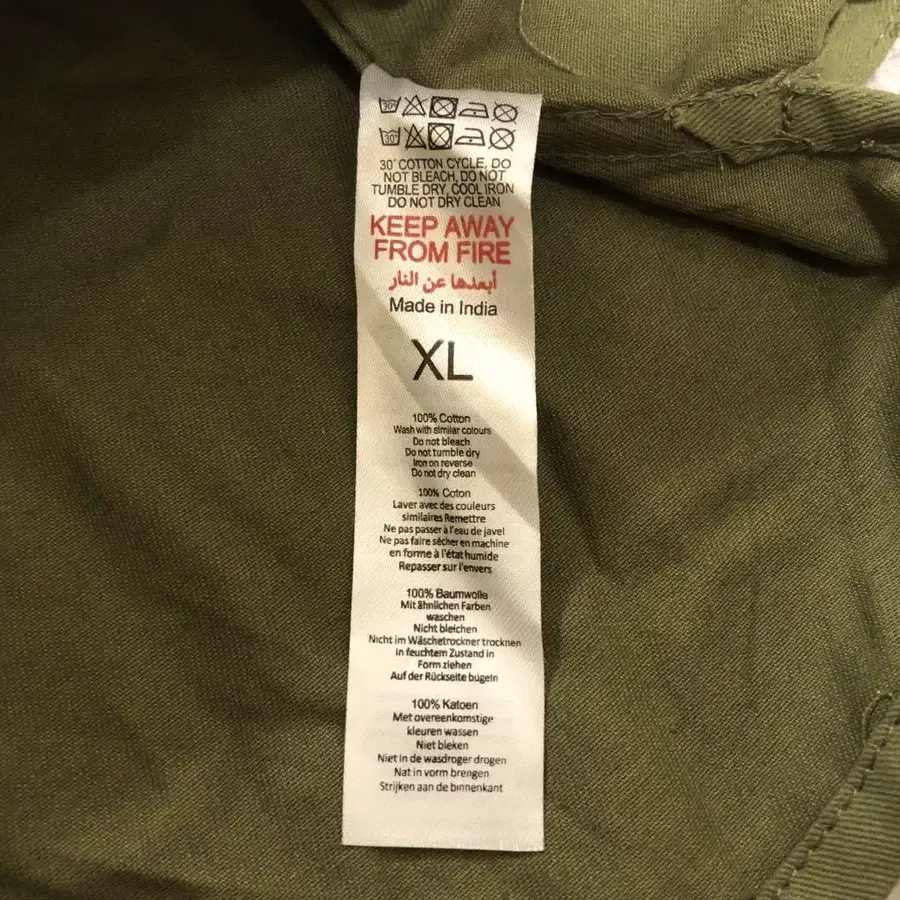 30°
30°
30° COTTON CYCLE, DO
NOT BLEACH, DO NOT
TUMBLE DRY, COOL IRON
DO NOT DRY CLEAN
KEEP AWAY
FROM FIRE
أبعدها عن النار
Made in India
XL
100% Cotton
Wash with similar colours
Do not bleach
Do not tumble dry
Iron on reverse
Do not dry clean
100% Coton
Laver avec des couleurs
similaires Remettre
Ne pas passer à l'eau de javel
Ne pas faire sécher en machine
en forme à l'état humide
Repasser sur l'envers
100% Baumwolle
Mit ähnlichen Farben
waschen
Nicht bleichen
Nicht im Wäschetrockner trocknen
in feuchtem Zustand in
Form ziehen
Auf der Rückseite bügeln
100% Katoen
Met overeenkomstige
kleuren wassen
Niet bleken
Niet in de wasdroger drogen
Nat in vorm brengen
Strijken aan de binnenkant